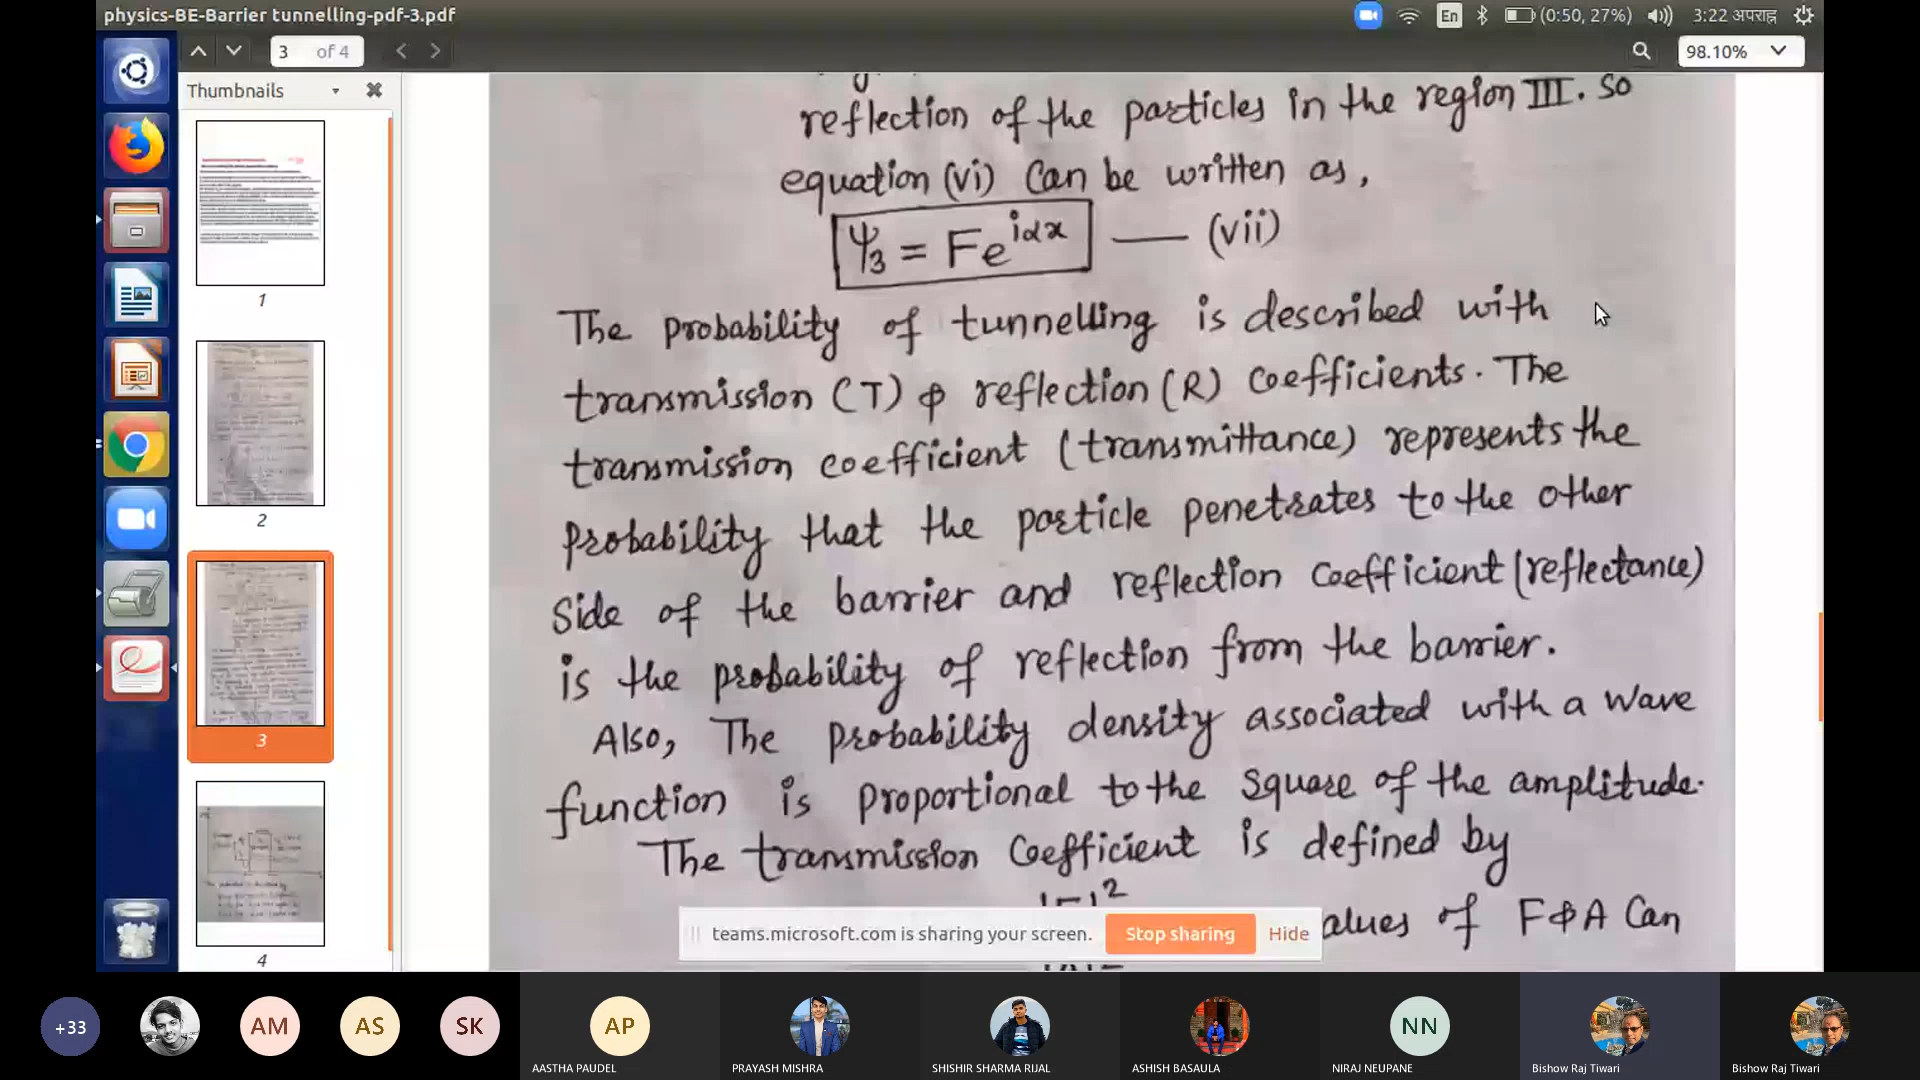 physics-BE-Barrier tunnelling-pdf-3.pdf
En
(0:50, 27%)
3:22 अपराह्न
3 of 4
98.10%
Thumbnails
1
2
3
4
reflection of the particles in the region III. so
equation (vi) Can be written as,
ψ₃ = Fe^{iαx} —— (vii)
The probability of tunnelling is described with
transmission (T) & reflection (R) Coefficients. The
transmission coefficient (transmittance) represents the
probability that the particle penetrates to the other
Side of the barrier and reflection Coefficient (reflectance)
is the probability of reflection from the barrier.
Also, The probability density associated with a wave
function is proportional to the square of the amplitude.
The transmission Coefficient is defined by
alues of F & A Can
teams.microsoft.com is sharing your screen.
Stop sharing
Hide
+33
AM
AS
SK
AP
NN
AASTHA PAUDEL
PRAYASH MISHRA
SHISHIR SHARMA RIJAL
ASHISH BASAULA
NIRAJ NEUPANE
Bishow Raj Tiwari
Bishow Raj Tiwari